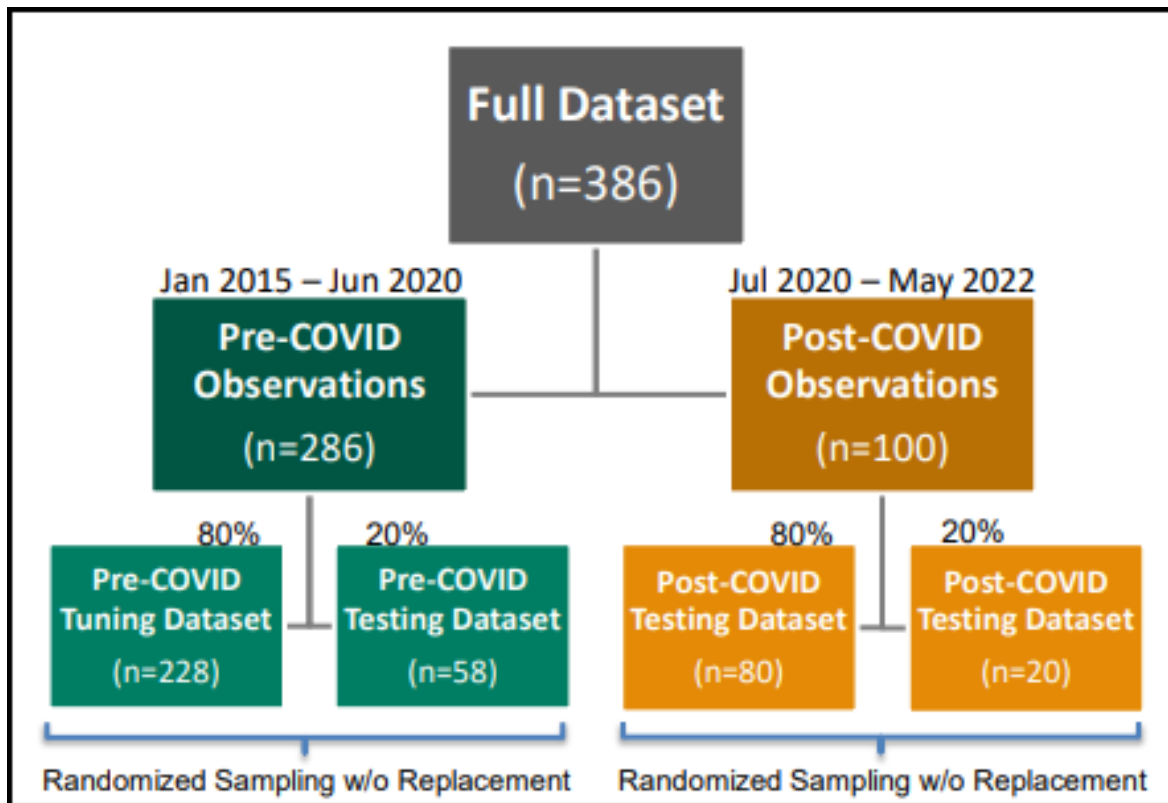 Full Dataset
(n=386)
Jan 2015 – Jun 2020
Pre-COVID
Observations
(n=286)
Jul 2020 – May 2022
Post-COVID
Observations
(n=100)
80%
20%
Pre-COVID
Tuning Dataset
(n=228)
Pre-COVID
Testing Dataset
(n=58)
80%
20%
Post-COVID
Testing Dataset
(n=80)
Post-COVID
Testing Dataset
(n=20)
Randomized Sampling w/o Replacement
Randomized Sampling w/o Replacement